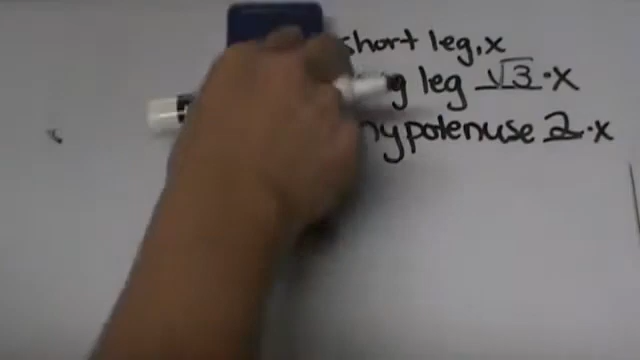 short leg, x
leg √3·x
hypotenuse 2·x